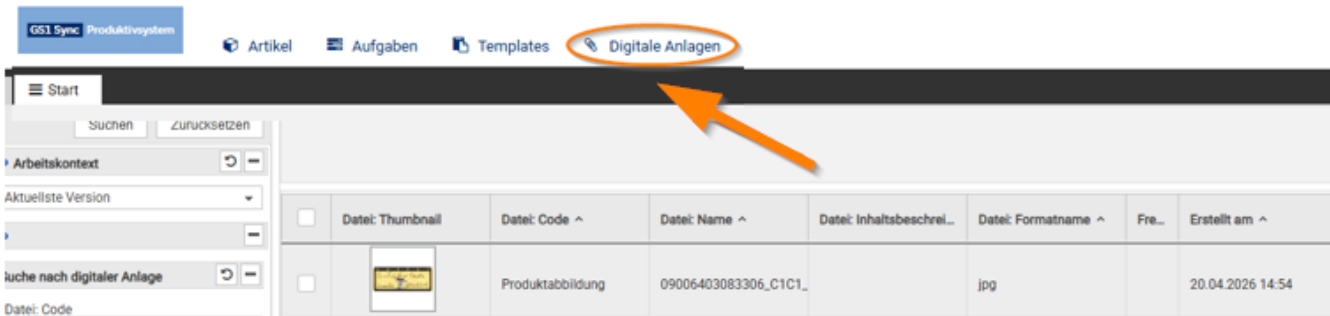 GS1 Sync Produktivsystem
Artikel Aufgaben Templates Digitale Anlagen
Start
Suchen Zurücksetzen
Arbeitskontext
Aktuellste Version
Datei: Thumbnail Datei: Code Datei: Name Datei: Inhaltsbeschrei... Datei: Formatname Fre... Erstellt am
Suche nach digitaler Anlage
Produktabbildung 09006403083306_C1C1_ jpg 20.04.2026 14:54
Datei: Code